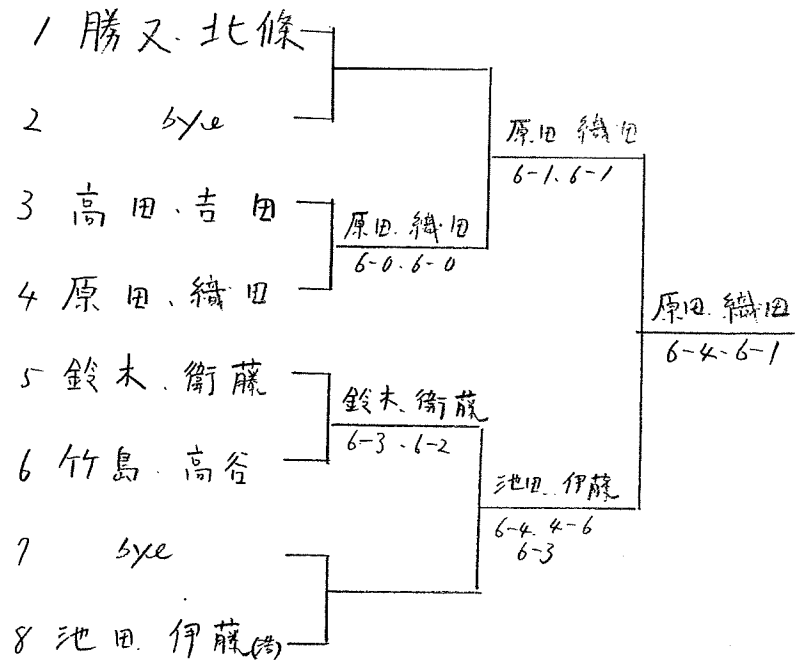 1 勝又・北條
2 bye
3 高田、吉田
4 原田、織田
5 鈴木、衛藤
6 竹島・高谷
7 bye
8 池田、伊藤
原田、織田
6-0、6-0
鈴木、衛藤
6-3、6-2
原田 織田
6-1、6-1
池田、伊藤
6-4、4-6
6-3
原田、織田
6-4、6-1